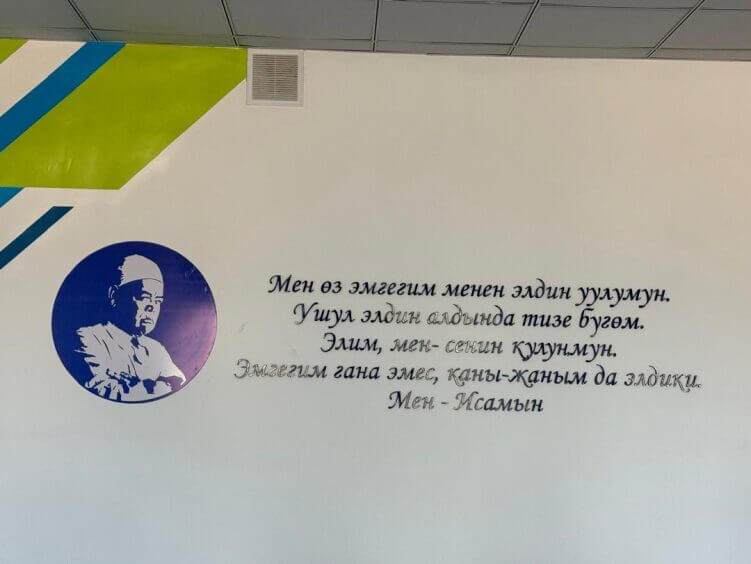 Мен өз эмгегим менен элдин уулумун.
Ушул элдин алдында тизе бүгөм.
Элим, мен- сенин кулунмун.
Эмгегим гана эмес, каны-жаным да элдики.
Мен - Исамын